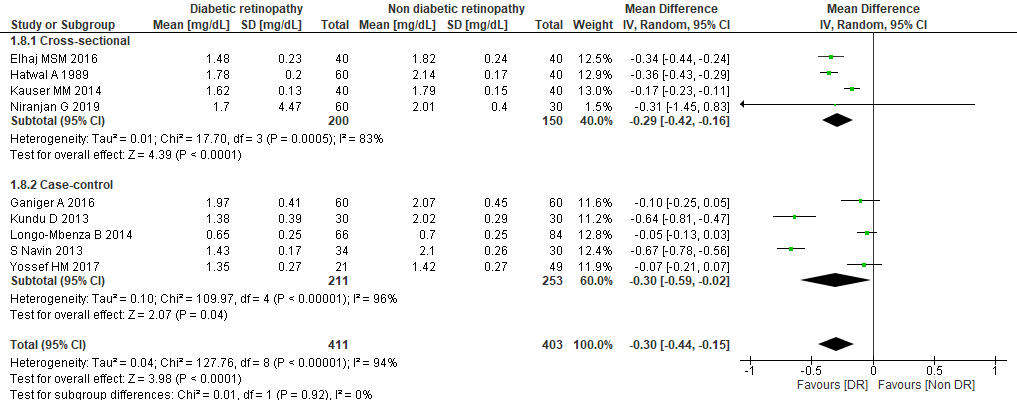 Diabetic retinopathy Non diabetic retinopathy Mean Difference Mean Difference
Study or Subgroup Mean [mg/dL] SD [mg/dL] Total Mean [mg/dL] SD [mg/dL] Total Weight IV, Random, 95% CI IV, Random, 95% CI
1.8.1 Cross-sectional
Elhaj MSM 2016 1.48 0.23 40 1.82 0.24 40 12.5% -0.34 [-0.44, -0.24]
Hatwal A 1989 1.78 0.2 60 2.14 0.17 40 12.9% -0.36 [-0.43, -0.29]
Kauser MM 2014 1.62 0.13 40 1.79 0.15 40 13.0% -0.17 [-0.23, -0.11]
Niranjan G 2019 1.7 4.47 60 2.01 0.4 30 1.5% -0.31 [-1.45, 0.83]
Subtotal (95% CI) 200 150 40.0% -0.29 [-0.42, -0.16]
Heterogeneity: Tau² = 0.01; Chi² = 17.70, df = 3 (P = 0.0005); I² = 83%
Test for overall effect: Z = 4.39 (P < 0.0001)
1.8.2 Case-control
Ganiger A 2016 1.97 0.41 60 2.07 0.45 60 11.6% -0.10 [-0.25, 0.05]
Kundu D 2013 1.38 0.39 30 2.02 0.29 30 11.3% -0.64 [-0.81, -0.47]
Longo-Mbenza B 2014 0.65 0.25 66 0.7 0.25 84 12.8% -0.05 [-0.13, 0.03]
S Navin 2013 1.43 0.17 34 2.1 0.26 30 12.4% -0.67 [-0.78, -0.56]
Yossef HM 2017 1.35 0.27 21 1.42 0.27 49 11.9% -0.07 [-0.21, 0.07]
Subtotal (95% CI) 211 253 60.0% -0.30 [-0.59, -0.02]
Heterogeneity: Tau² = 0.10; Chi² = 109.97, df = 4 (P < 0.00001); I² = 96%
Test for overall effect: Z = 2.07 (P = 0.04)
Total (95% CI) 411 403 100.0% -0.30 [-0.44, -0.15]
Heterogeneity: Tau² = 0.04; Chi² = 127.76, df = 8 (P < 0.00001); I² = 94%
Test for overall effect: Z = 3.98 (P < 0.0001)
Test for subgroup differences: Chi² = 0.01, df = 1 (P = 0.92), I² = 0%
-1 -0.5 0 0.5 1
Favours [DR] Favours [Non DR]